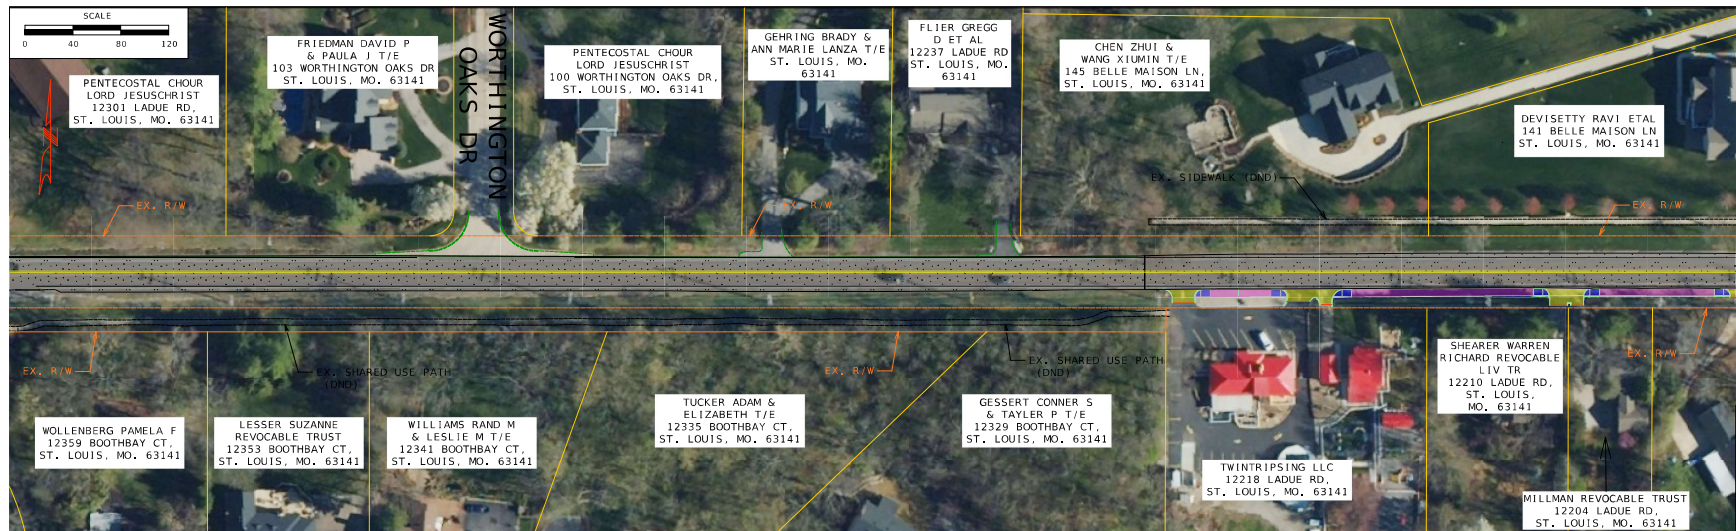 SCALE
0 40 80 120
PENTECOSTAL CHOUR
LORD JESUSCHRIST
12301 LADUE RD,
ST. LOUIS, MO. 63141
FRIEDMAN DAVID P
& PAULA J T/E
103 WORTHINGTON OAKS DR
ST. LOUIS, MO. 63141
WORTHINGTON
OAKS DR
PENTECOSTAL CHOUR
LORD JESUSCHRIST
100 WORTHINGTON OAKS DR,
ST. LOUIS, MO. 63141
GEHRING BRADY &
ANN MARIE LANZA T/E
ST. LOUIS, MO.
63141
FLIER GREGG
D ET AL
12237 LADUE RD
ST. LOUIS, MO.
63141
CHEN ZHUI &
WANG XIUMIN T/E
145 BELLE MAISON LN,
ST. LOUIS, MO. 63141
DEVISETTY RAVI ETAL
141 BELLE MAISON LN
ST. LOUIS, MO. 63141
EX. SIDEWALK (DND)
EX. R/W
EX. R/W
EX. R/W
EX. R/W
EX. SHARED USE PATH
(DND)
EX. R/W
EX. SHARED USE PATH
(DND)
EX. R/W
WOLLENBERG PAMELA F
12359 BOOTHBAY CT,
ST. LOUIS, MO. 63141
LESSER SUZANNE
REVOCABLE TRUST
12353 BOOTHBAY CT,
ST. LOUIS, MO. 63141
WILLIAMS RAND M
& LESLIE M T/E
12341 BOOTHBAY CT,
ST. LOUIS, MO. 63141
TUCKER ADAM &
ELIZABETH T/E
12335 BOOTHBAY CT,
ST. LOUIS, MO. 63141
GESSERT CONNER S
& TAYLER P T/E
12329 BOOTHBAY CT,
ST. LOUIS, MO. 63141
TWINTRIPSING LLC
12218 LADUE RD,
ST. LOUIS, MO. 63141
SHEARER WARREN
RICHARD REVOCABLE
LIV TR
12210 LADUE RD,
ST. LOUIS,
MO. 63141
MILLMAN REVOCABLE TRUST
12204 LADUE RD,
ST. LOUIS, MO. 63141